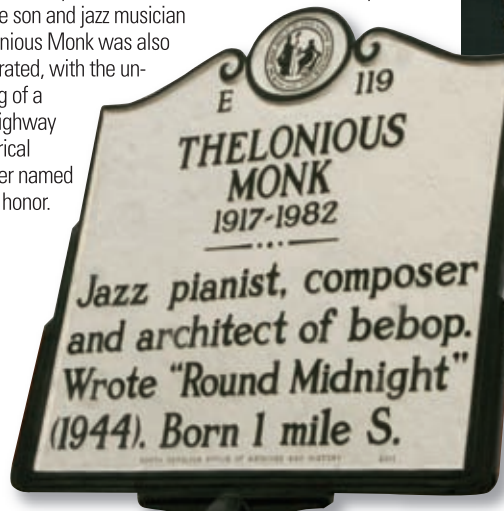 e son and jazz musician
nious Monk was also
rated, with the un-
g of a
ighway
rical
er named
honor.
E 119
THELONIOUS
MONK
1917-1982
Jazz pianist, composer
and architect of bebop.
Wrote "Round Midnight"
(1944). Born 1 mile S.